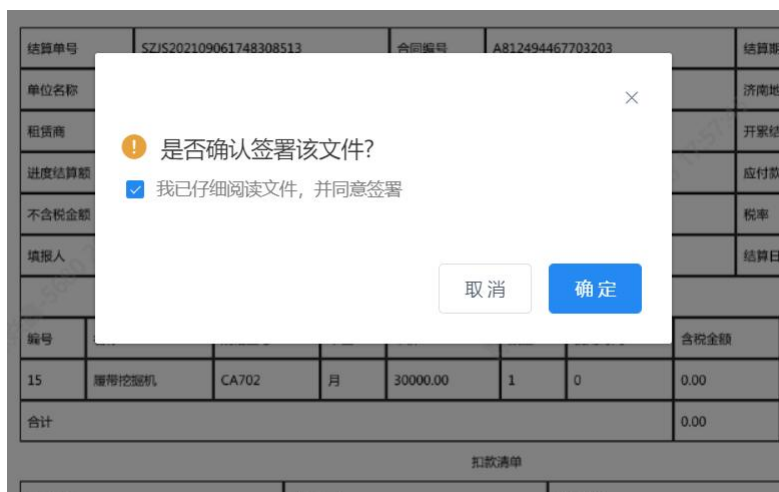 结算单号 SZJS202109061748308513 合同编号 A812494467703203 结算期
单位名称 济南地
租赁商 开累结
进度结算额 应付款
不含税金额 税率
填报人 结算日
是否确认签署该文件?
我已仔细阅读文件，并同意签署
取消 确定
编号 含税金额
15 履带挖掘机 CA702 月 30000.00 1 0 0.00
合计 0.00
扣款清单